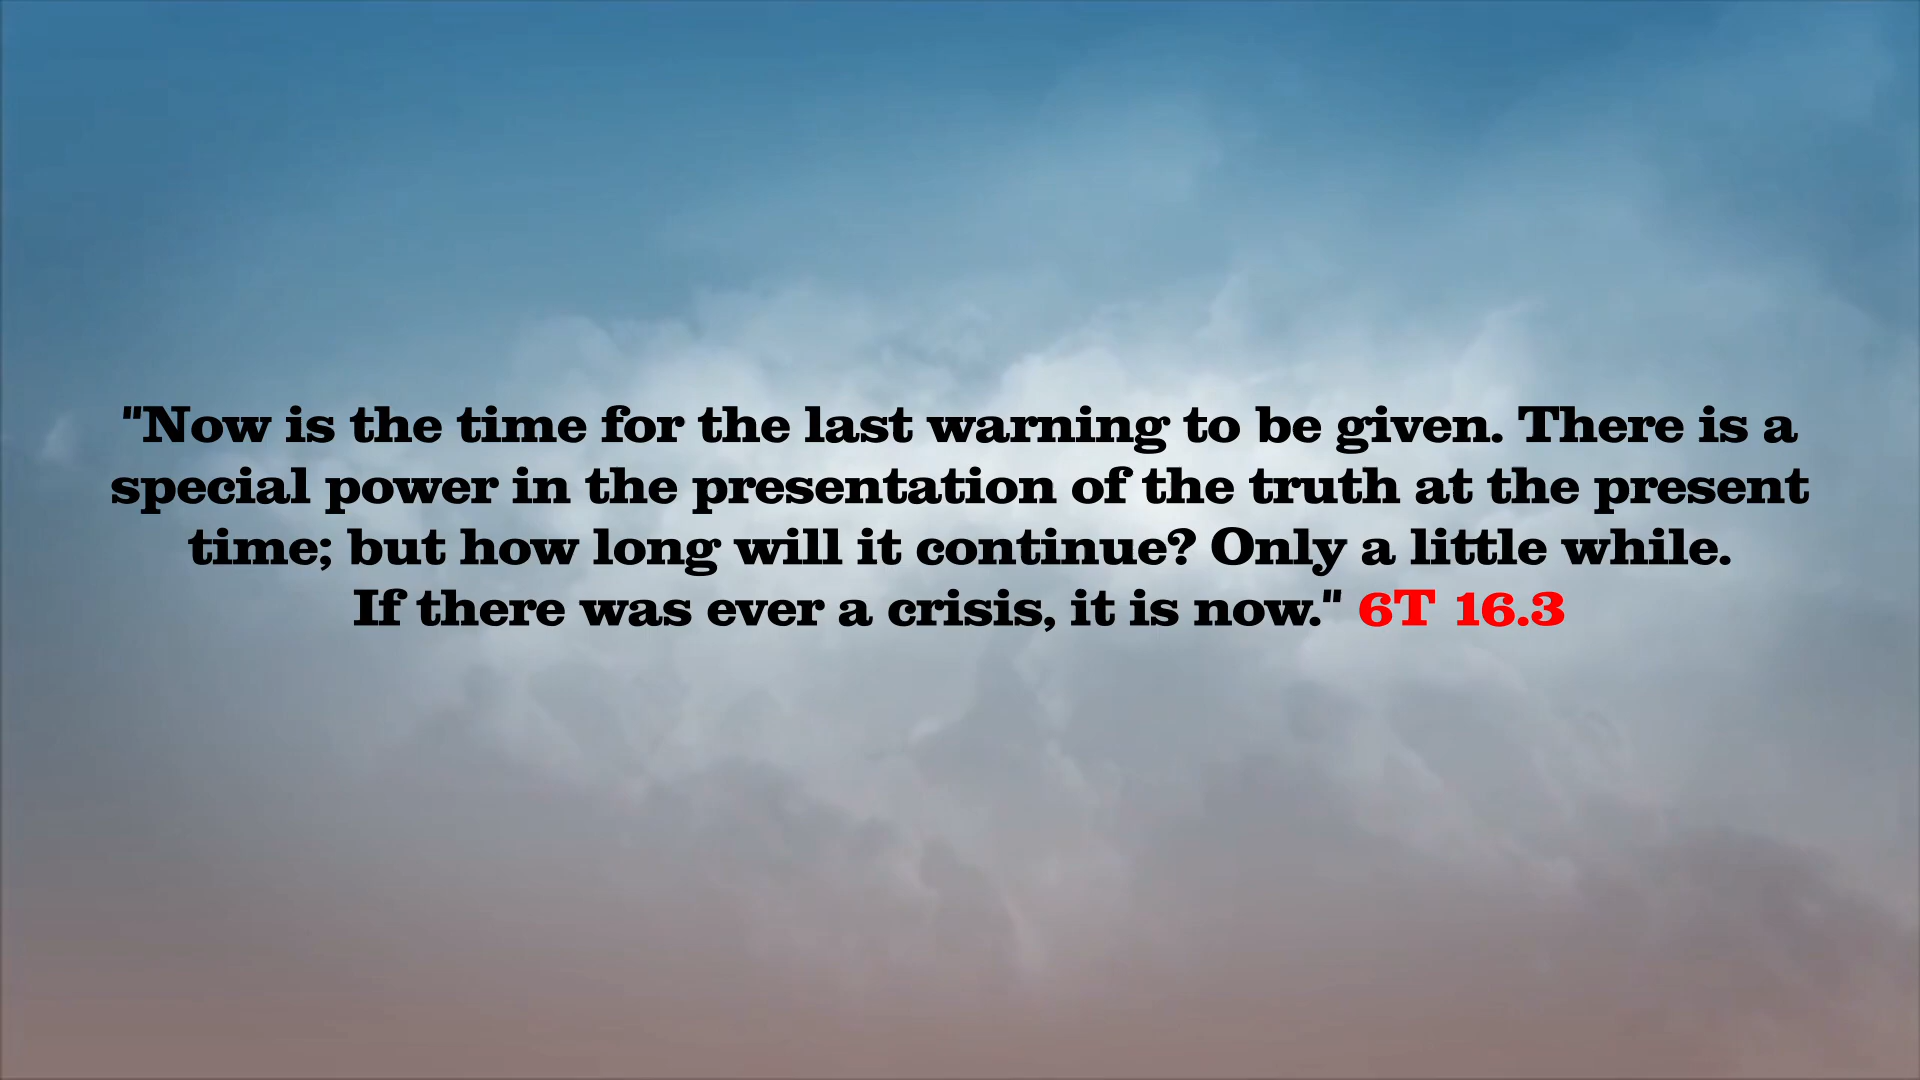 "Now is the time for the last warning to be given. There is a
special power in the presentation of the truth at the present
time; but how long will it continue? Only a little while.
If there was ever a crisis, it is now." 6T 16.3